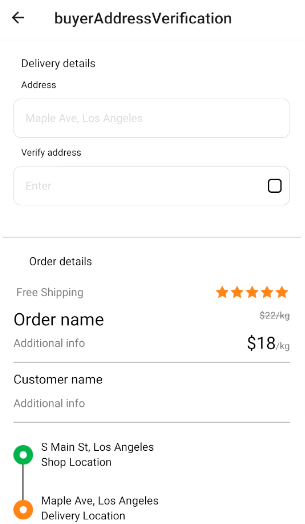 buyerAddressVerification
Delivery details
Address
Maple Ave, Los Angeles
Verify address
Enter
Order details
Free Shipping
$22/kg
Order name
Additional info
$18/kg
Customer name
Additional info
S Main St, Los Angeles
Shop Location
Maple Ave, Los Angeles
Delivery Location